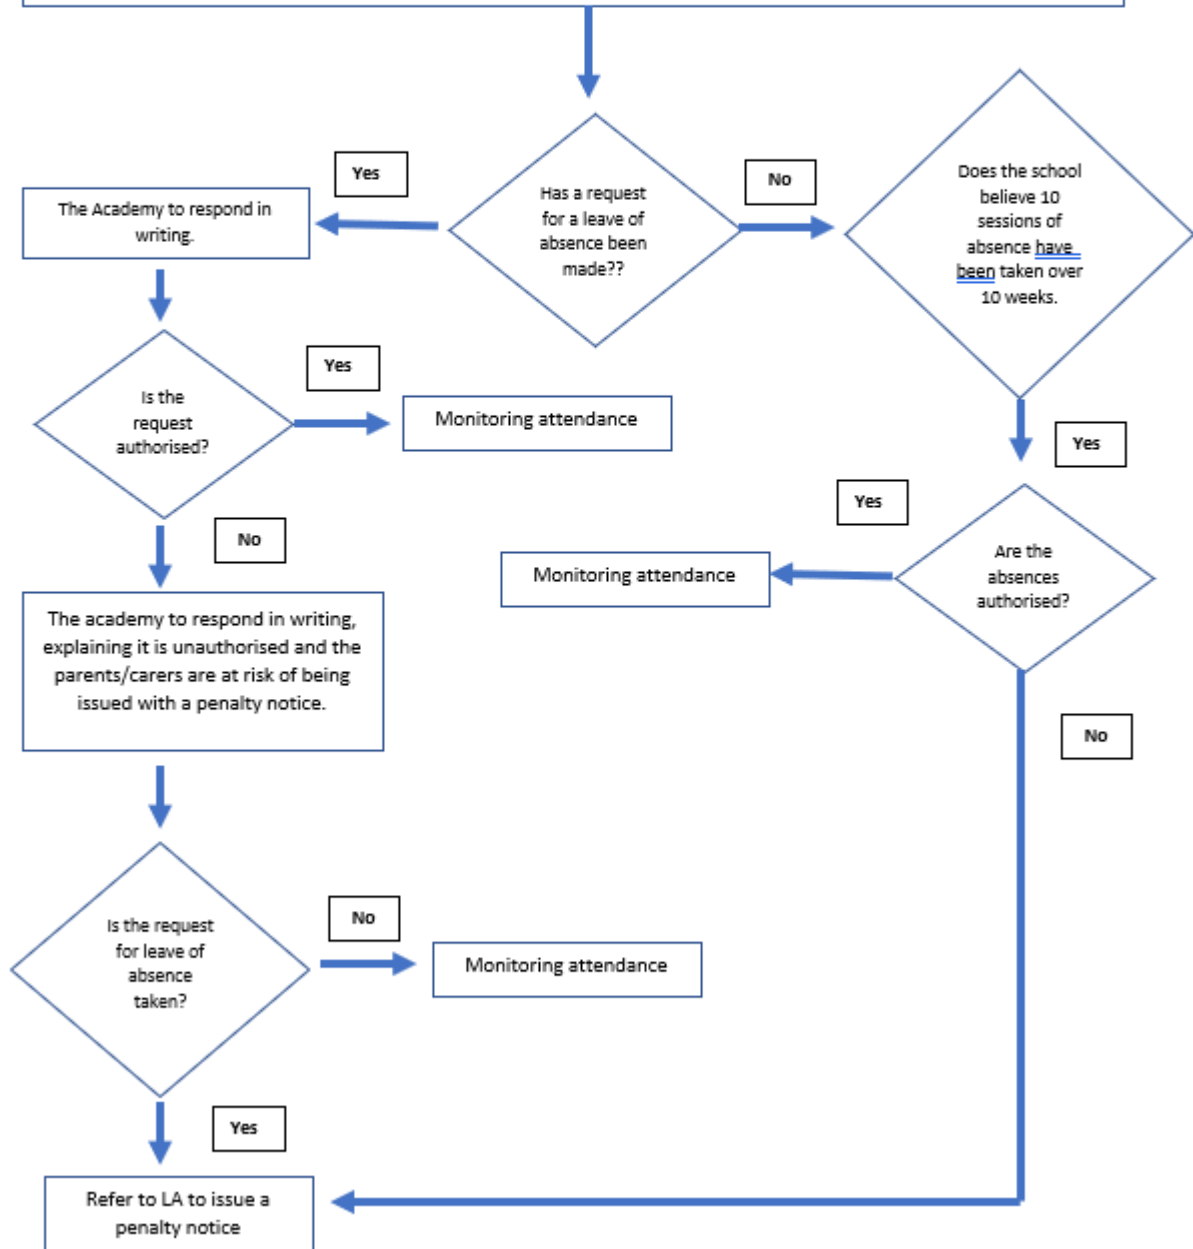 Yes
No
Has a request
for a leave of
absence been
made??
Does the school
believe 10
sessions of
absence have
been taken over
10 weeks.
The Academy to respond in
writing.
Yes
Is the
request
authorised?
Monitoring attendance
Yes
Yes
No
Are the
absences
authorised?
Monitoring attendance
The academy to respond in writing,
explaining it is unauthorised and the
parents/carers are at risk of being
issued with a penalty notice.
No
No
Is the request
for leave of
absence
taken?
Monitoring attendance
Yes
Refer to LA to issue a
penalty notice